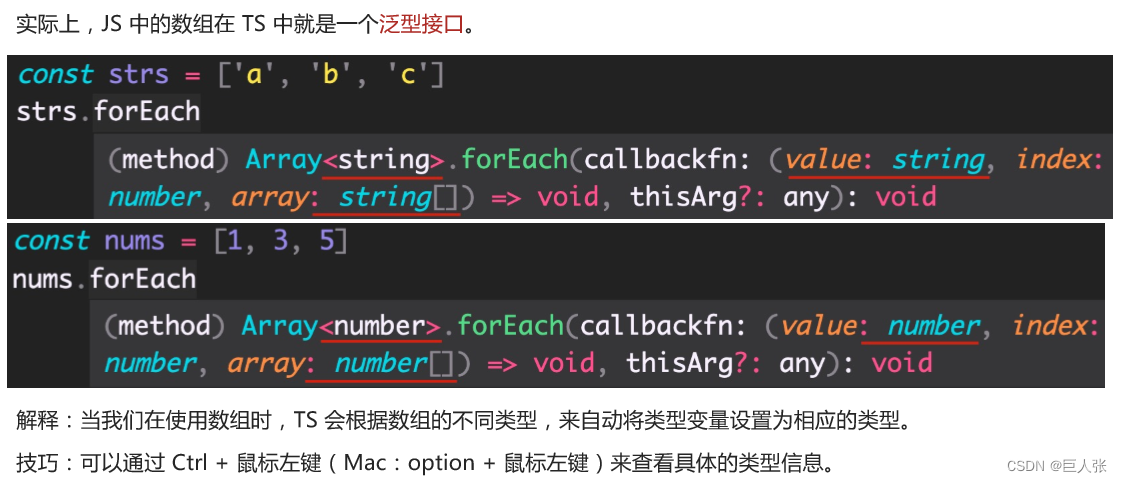 实际上，JS 中的数组在 TS 中就是一个泛型接口。
const strs = ['a', 'b', 'c']
strs.forEach
(method) Array<string>.forEach(callbackfn: (value: string, index:
number, array: string[]) => void, thisArg?: any): void
const nums = [1, 3, 5]
nums.forEach
(method) Array<number>.forEach(callbackfn: (value: number, index:
number, array: number[]) => void, thisArg?: any): void
解释：当我们在使用数组时，TS 会根据数组的不同类型，来自动将类型变量设置为相应的类型。
技巧：可以通过 Ctrl + 鼠标左键（Mac：option + 鼠标左键）来查看具体的类型信息。
CSDN @巨人张